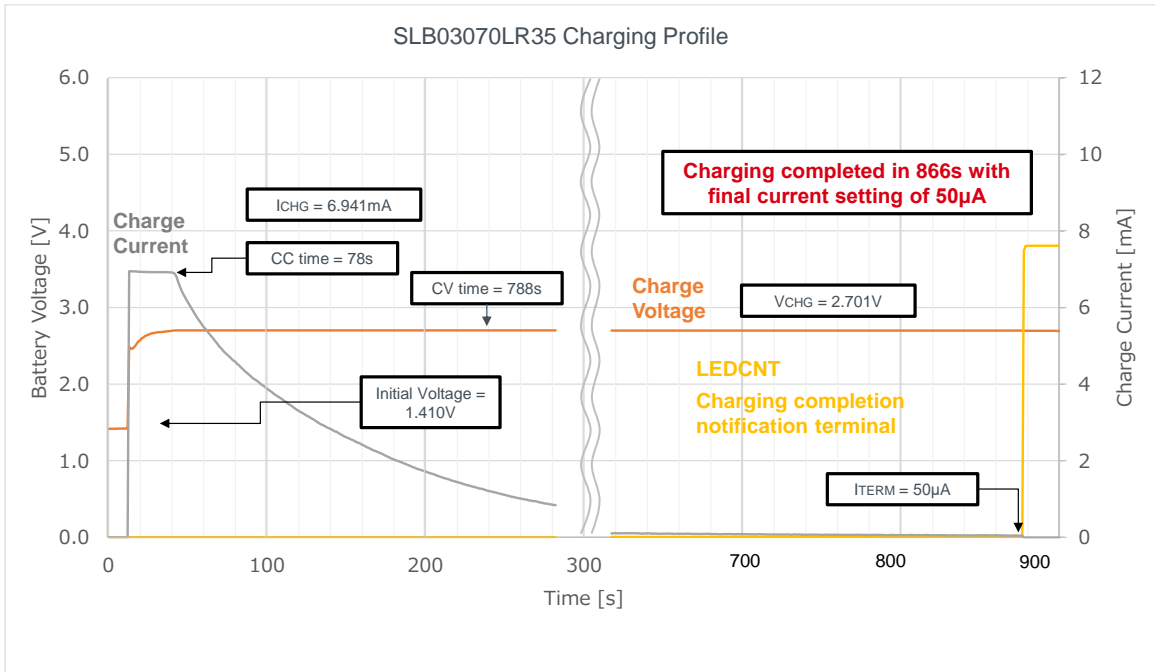 SLB03070LR35 Charging Profile
6.0
5.0
4.0
3.0
2.0
1.0
0.0
Battery Voltage [V]
12
10
8
6
4
2
0
Charge Current [mA]
0
100
200
300
700
800
900
Time [s]
Charge
Current
ICHG = 6.941mA
CC time = 78s
CV time = 788s
Initial Voltage =
1.410V
Charging completed in 866s with
final current setting of 50µA
Charge
Voltage
VCHG = 2.701V
LEDCNT
Charging completion
notification terminal
ITERM = 50µA